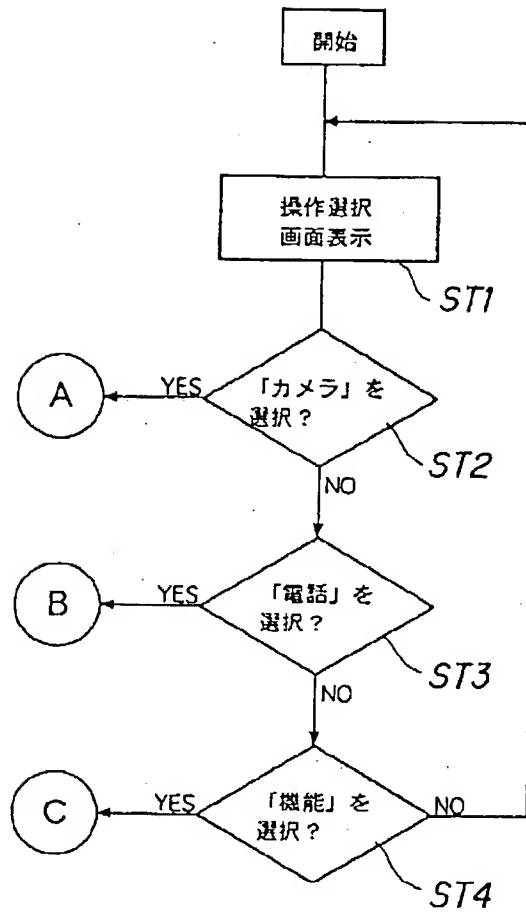 開始
操作選択
画面表示
ST1
「カメラ」を
選択？
YES
A
ST2
NO
「電話」を
選択？
YES
B
ST3
NO
「機能」を
選択？
YES
C
NO
ST4